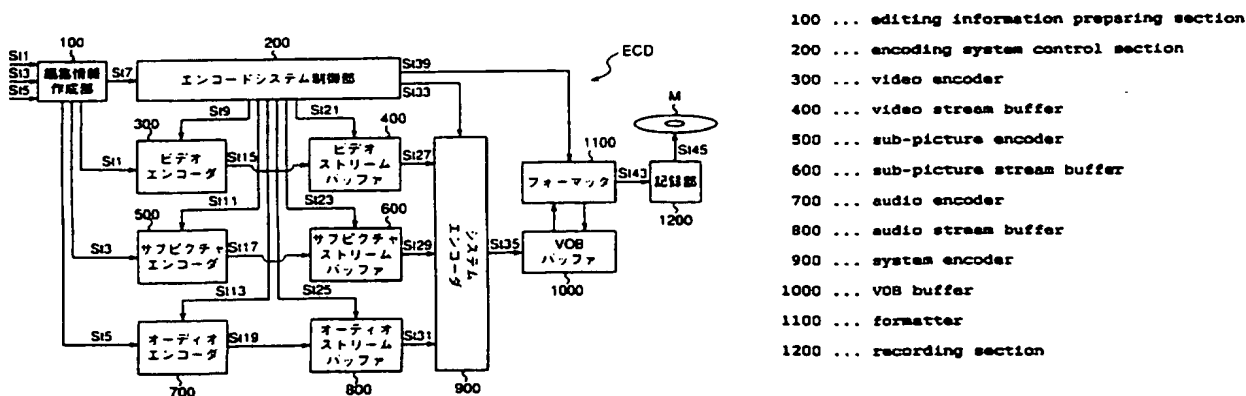 100
200
ECD
St1
St3
St5
編集情報
作成部
St7
エンコードシステム制御部
St39
St33
St9
St21
300
400
M
St1
ビデオ
エンコーダ
St15
ビデオ
ストリーム
バッファ
St27
1100
フォーマッタ
St43
St45
記録部
1200
St11
St23
500
600
St3
サブピクチャ
エンコーダ
St17
サブピクチャ
ストリーム
バッファ
St29
システム
エンコーダ
St35
VOB
バッファ
1000
St13
St25
St5
オーディオ
エンコーダ
St19
オーディオ
ストリーム
バッファ
St31
700
800
900
100 ... editing information preparing section
200 ... encoding system control section
300 ... video encoder
400 ... video stream buffer
500 ... sub-picture encoder
600 ... sub-picture stream buffer
700 ... audio encoder
800 ... audio stream buffer
900 ... system encoder
1000 ... VOB buffer
1100 ... formatter
1200 ... recording section